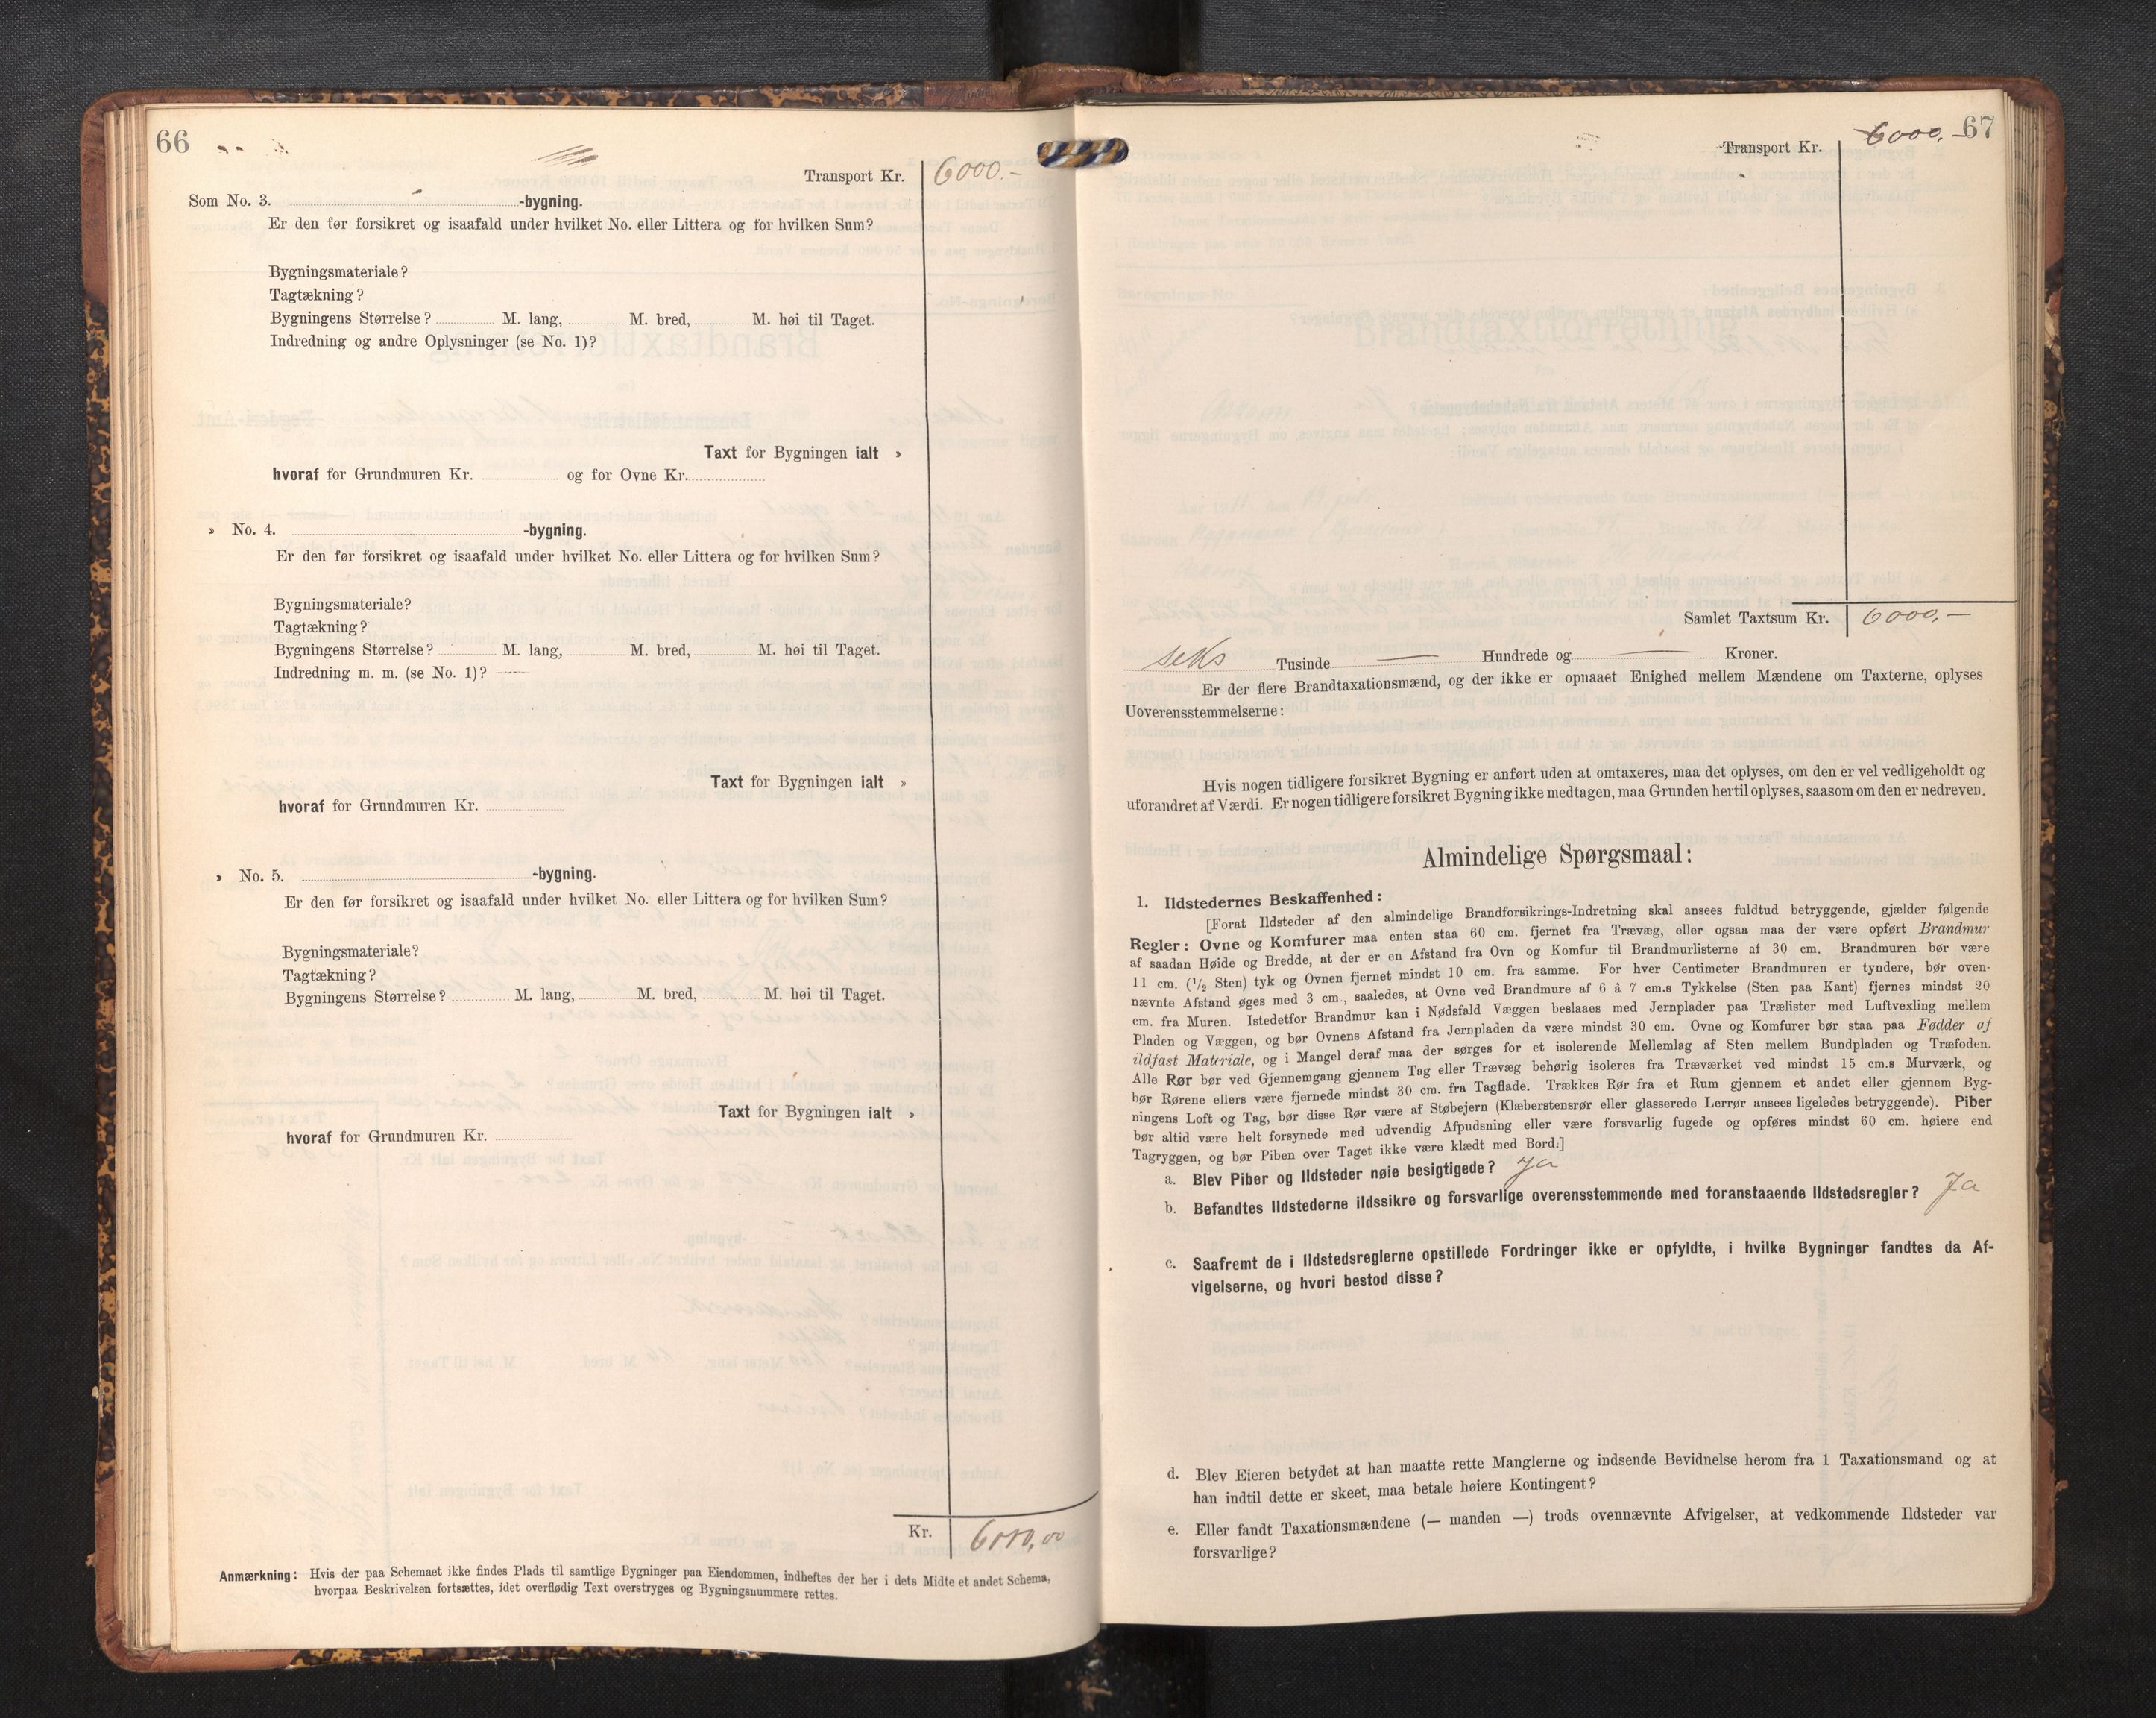 66
Transport Kr. 6000.-
Som No. 3. -bygning.
Er den før forsikret og isaafald under hvilket No. eller Littera og for hvilken Sum?
Bygningsmateriale?
Tagtækning?
Bygningens Størrelse? M. lang, M. bred, M. høi til Taget.
Indredning og andre Oplysninger (se No. 1)?
Taxt for Bygningen ialt »
hvoraf for Grundmuren Kr. og for Ovne Kr.
» No. 4. -bygning.
Er den før forsikret og isaafald under hvilket No. eller Littera og for hvilken Sum?
Bygningsmateriale?
Tagtækning?
Bygningens Størrelse? M. lang, M. bred, M. høi til Taget.
Indredning m. m. (se No. 1)?
Taxt for Bygningen ialt »
hvoraf for Grundmuren Kr.
» No. 5. -bygning.
Er den før forsikret og isaafald under hvilket No. eller Littera og for hvilken Sum?
Bygningsmateriale?
Tagtækning?
Bygningens Størrelse? M. lang, M. bred, M. høi til Taget.
Taxt for Bygningen ialt »
hvoraf for Grundmuren Kr.
Kr. 6000,00
Anmærkning: Hvis der paa Schemaet ikke findes Plads til samtlige Bygninger paa Eiendommen, indheftes der her i dets Midte et andet Schema,
hvorpaa Beskrivelsen fortsættes, idet overflødig Text overstryges og Bygningsnummere rettes.
67
Transport Kr. 6000.-
Samlet Taxtsum Kr. 6000,-
seks Tusinde — Hundrede og — Kroner.
Er der flere Brandtaxationsmænd, og der ikke er opnaaet Enighed mellem Mændene om Taxterne, oplyses
Uoverensstemmelserne:
Hvis nogen tidligere forsikret Bygning er anført uden at omtaxeres, maa det oplyses, om den er vel vedligeholdt og
uforandret af Værdi. Er nogen tidligere forsikret Bygning ikke medtagen, maa Grunden hertil oplyses, saasom om den er nedreven.
Almindelige Spørgsmaal:
1. Ildstedernes Beskaffenhed:
[Forat Ildsteder af den almindelige Brandforsikrings-Indretning skal ansees fuldtud betryggende, gjælder følgende
Regler: Ovne og Komfurer maa enten staa 60 cm. fjernet fra Trævæg, eller ogsaa maa der være opført Brandmur
af saadan Høide og Bredde, at der er en Afstand fra Ovn og Komfur til Brandmurlisterne af 30 cm. Brandmuren bør være
11 cm. (1/2 Sten) tyk og Ovnen fjernet mindst 10 cm. fra samme. For hver Centimeter Brandmuren er tyndere, bør oven-
nævnte Afstand øges med 3 cm., saaledes, at Ovne ved Brandmure af 6 à 7 cm.s Tykkelse (Sten paa Kant) fjernes mindst 20
cm. fra Muren. Istedetfor Brandmur kan i Nødsfald Væggen beslaaes med Jernplader paa Trælister med Luftvexling mellem
Pladen og Væggen, og bør Ovnens Afstand fra Jernpladen da være mindst 30 cm. Ovne og Komfurer bør staa paa Fødder af
ildfast Materiale, og i Mangel deraf maa der sørges for et isolerende Mellemlag af Sten mellem Bundpladen og Træfoden.
Alle Rør bør ved Gjennemgang gjennem Tag eller Trævæg behørig isoleres fra Træværket ved mindst 15 cm.s Murværk, og
bør Rørene ellers være fjernede mindst 30 cm. fra Tagflade. Trækkes Rør fra et Rum gjennem et andet eller gjennem Byg-
ningens Loft og Tag, bør disse Rør være af Støbejern (Klæberstensrør eller glasserede Lerrør ansees ligeledes betryggende). Piber
bør altid være helt forsynede med udvendig Afpudsning eller være forsvarlig fugede og opføres mindst 60 cm. høiere end
Tagryggen, og bør Piben over Taget ikke være klædt med Bord.]
a. Blev Piber og Ildsteder nøie besigtigede? Ja
b. Befandtes Ildstederne ildssikre og forsvarlige overensstemmende med foranstaaende Ildstedsregler? Ja
c. Saafremt de i Ildstedsreglerne opstillede Fordringer ikke er opfyldte, i hvilke Bygninger fandtes da Af-
vigelserne, og hvori bestod disse?
d. Blev Eieren betydet at han maatte rette Manglerne og indsende Bevidnelse herom fra 1 Taxationsmand og at
han indtil dette er skeet, maa betale høiere Kontingent?
e. Eller fandt Taxationsmændene (— manden —) trods ovennævnte Afvigelser, at vedkommende Ildsteder var
forsvarlige?